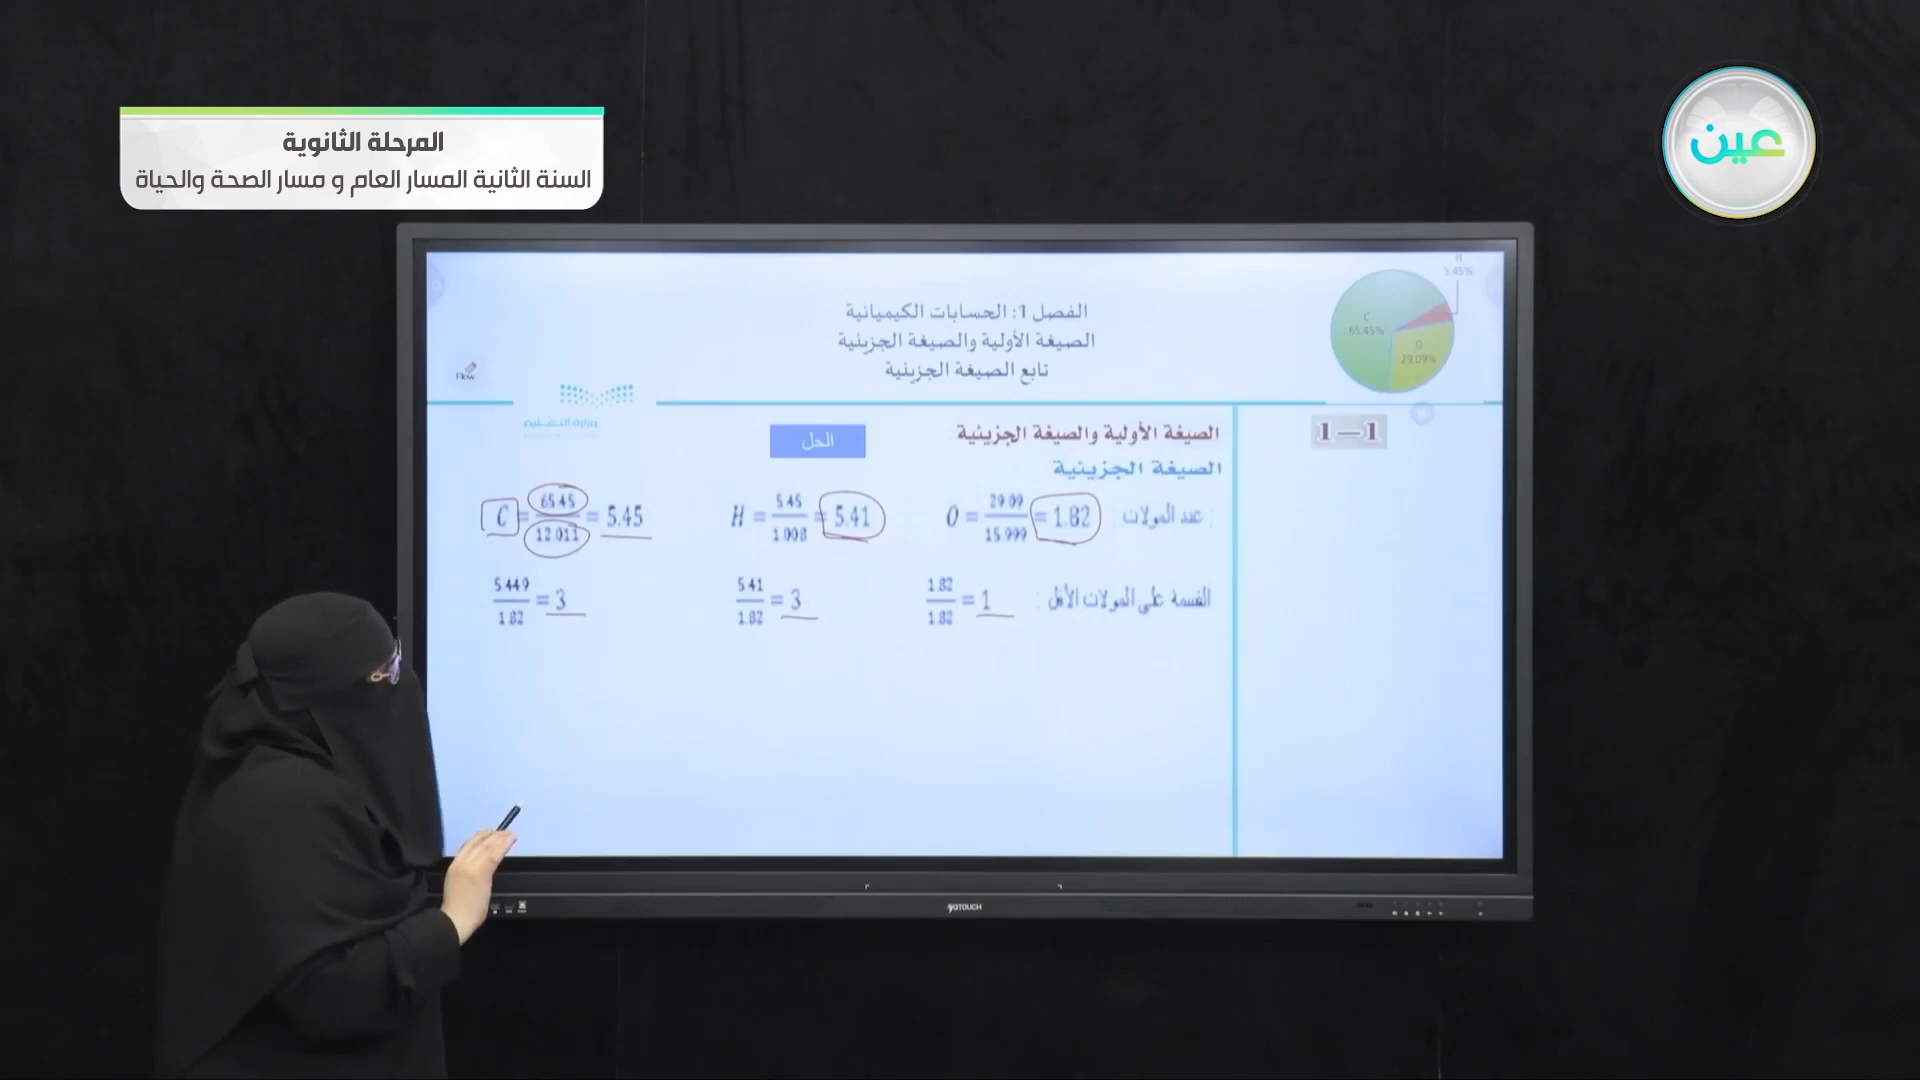 المرحلة الثانوية
السنة الثانية المسار العام و مسار الصحة والحياة
عين
H
5.45%
C
65.45%
O
29.09%
الفصل 1: الحسابات الكيميائية
الصيغة الأولية والصيغة الجزيئية
تابع الصيغة الجزيئية
Flow
وزارة التعليم
1 — 1
الصيغة الأولية والصيغة الجزيئية
الحل
الصيغة الجزيئية
عدد المولات :
O = 29.09 / 15.999 = 1.82
H = 5.45 / 1.008 = 5.41
C = 65.45 / 12.011 = 5.45
القسمة على المولات الأقل :
1.82 / 1.82 = 1
5.41 / 1.82 = 3
5.449 / 1.82 = 3